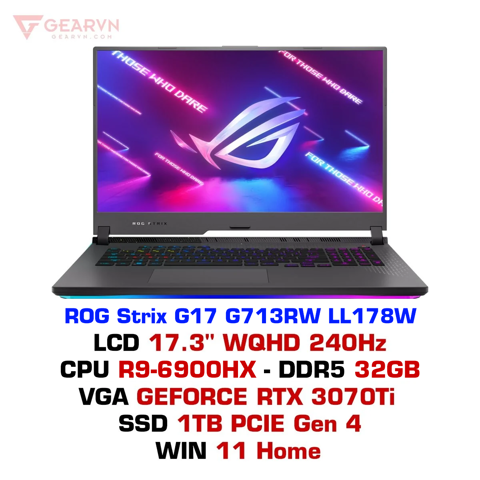 GEARVN
GEARVN.COM
THOSE WHO DARE
FOR THOSE WHO DARE
FOR THOSE WHO DARE
ROG STRIX
ROG Strix G17 G713RW LL178W
LCD 17.3" WQHD 240Hz
CPU R9-6900HX - DDR5 32GB
VGA GEFORCE RTX 3070Ti
SSD 1TB PCIE Gen 4
WIN 11 Home